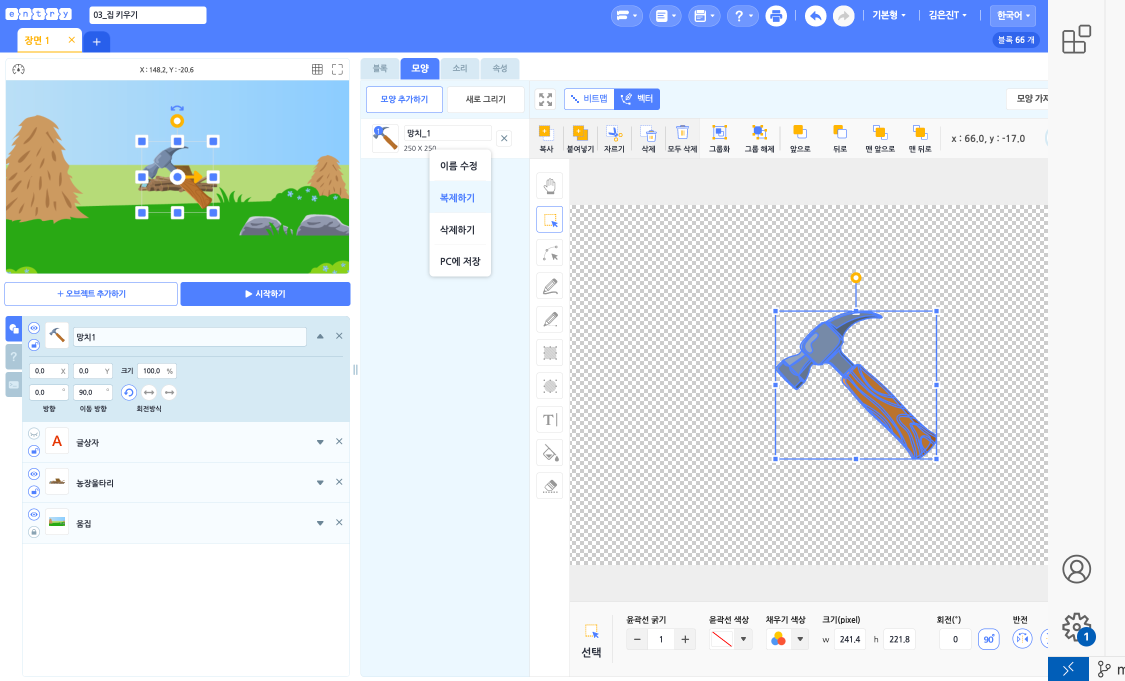 entry
03_집 키우기
기본형
김은진T
한국어
장면 1
+
블록 66 개
X : 148.2, Y : -20.6
블록
모양
소리
속성
모양 추가하기
새로 그리기
비트맵
벡터
모양 가져
1
망치_1
250 X 250
이름 수정
복제하기
삭제하기
PC에 저장
복사
붙여넣기
자르기
삭제
모두 삭제
그룹화
그룹 해제
앞으로
뒤로
맨 앞으로
맨 뒤로
x : 66.0, y : -17.0
+ 오브젝트 추가하기
▶ 시작하기
망치1
0.0 X
0.0 Y
크기
100.0 %
0.0 °
90.0 °
방향
이동 방향
회전방식
A
글상자
농장울타리
움집
T
윤곽선 굵기
윤곽선 색상
채우기 색상
크기(pixel)
회전(°)
반전
− 1 +
w 241.4
h 221.8
0
90°
선택
1
m